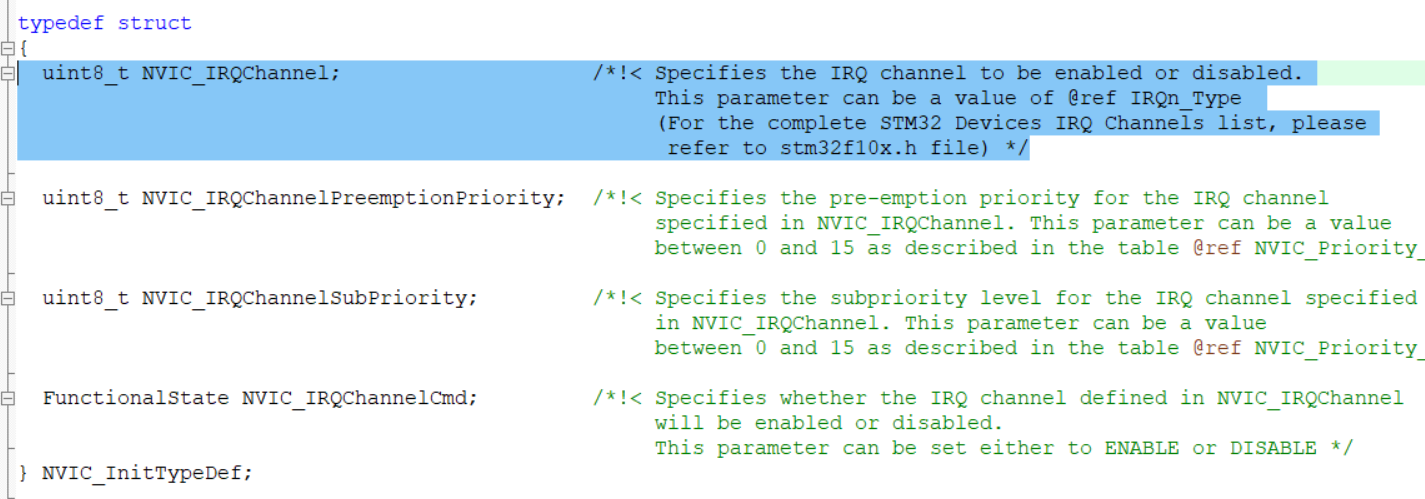 typedef struct
{
  uint8_t NVIC_IRQChannel;                    /*!< Specifies the IRQ channel to be enabled or disabled.
                                                   This parameter can be a value of @ref IRQn_Type
                                                   (For the complete STM32 Devices IRQ Channels list, please
                                                    refer to stm32f10x.h file) */
  uint8_t NVIC_IRQChannelPreemptionPriority;  /*!< Specifies the pre-emption priority for the IRQ channel
                                                   specified in NVIC_IRQChannel. This parameter can be a value
                                                   between 0 and 15 as described in the table @ref NVIC_Priority_
  uint8_t NVIC_IRQChannelSubPriority;         /*!< Specifies the subpriority level for the IRQ channel specified
                                                   in NVIC_IRQChannel. This parameter can be a value
                                                   between 0 and 15 as described in the table @ref NVIC_Priority_
  FunctionalState NVIC_IRQChannelCmd;         /*!< Specifies whether the IRQ channel defined in NVIC_IRQChannel
                                                   will be enabled or disabled.
                                                   This parameter can be set either to ENABLE or DISABLE */
} NVIC_InitTypeDef;